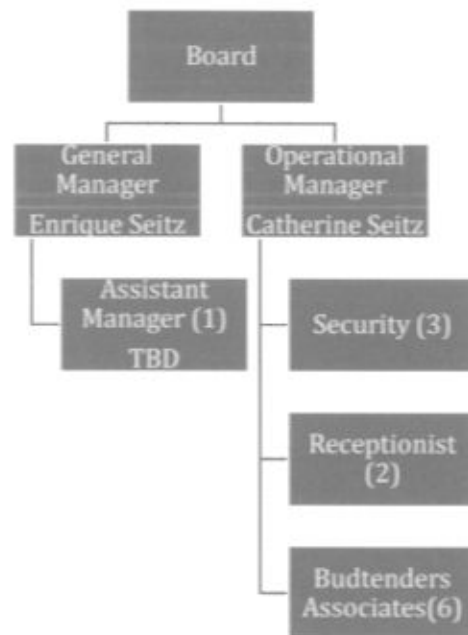 Board
General
Manager
Enrique Seitz
Operational
Manager
Catherine Seitz
Assistant
Manager (1)
TBD
Security (3)
Receptionist
(2)
Budtenders
Associates(6)